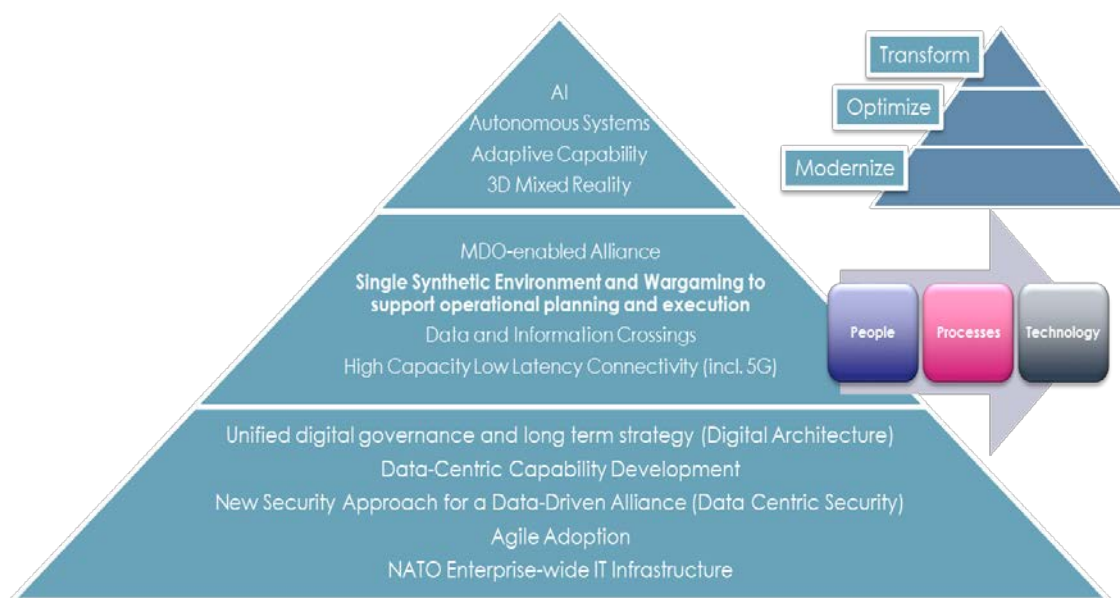 AI
Autonomous Systems
Adaptive Capability
3D Mixed Reality
MDO-enabled Alliance
Single Synthetic Environment and Wargaming to
support operational planning and execution
Data and Information Crossings
High Capacity Low Latency Connectivity (incl. 5G)
Unified digital governance and long term strategy (Digital Architecture)
Data-Centric Capability Development
New Security Approach for a Data-Driven Alliance (Data Centric Security)
Agile Adoption
NATO Enterprise-wide IT Infrastructure
Transform
Optimize
Modernize
People
Processes
Technology